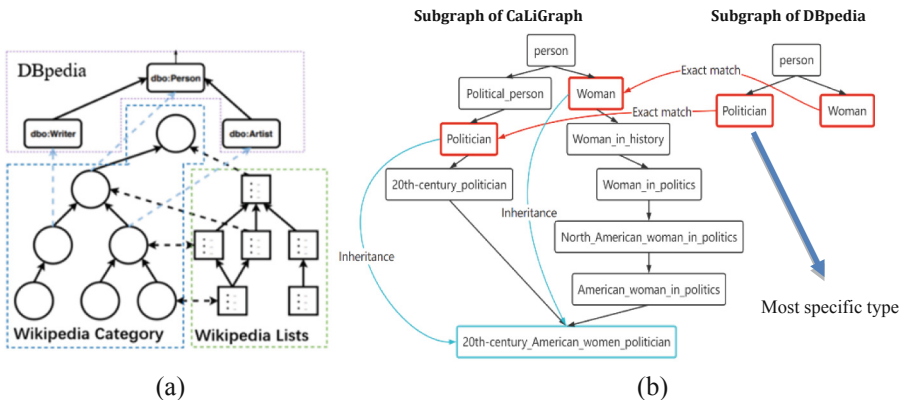 DBpedia
dbo:Person
dbo:Writer
dbo:Artist
Wikipedia Category
Wikipedia Lists
(a)
Subgraph of CaLiGraph
Subgraph of DBpedia
person
person
Exact match
Political_person
Woman
Politician
Woman
Exact match
Politician
Woman_in_history
20th-century_politician
Woman_in_politics
Inheritance
North_American_woman_in_politics
Inheritance
American_woman_in_politics
Most specific type
20th-century_American_women_politician
(b)